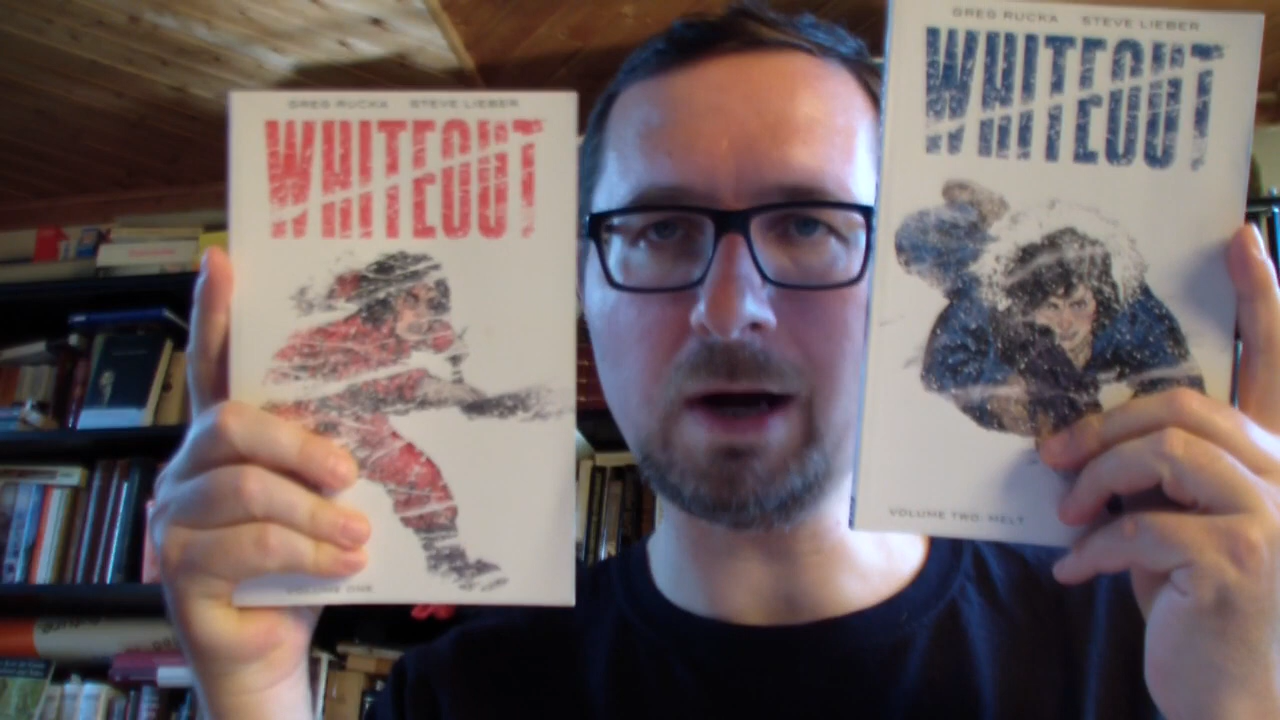 GREG RUCKA STEVE LIEBER
WHITEOUT
VOLUME ONE
GREG RUCKA STEVE LIEBER
WHITEOUT
VOLUME TWO: MELT